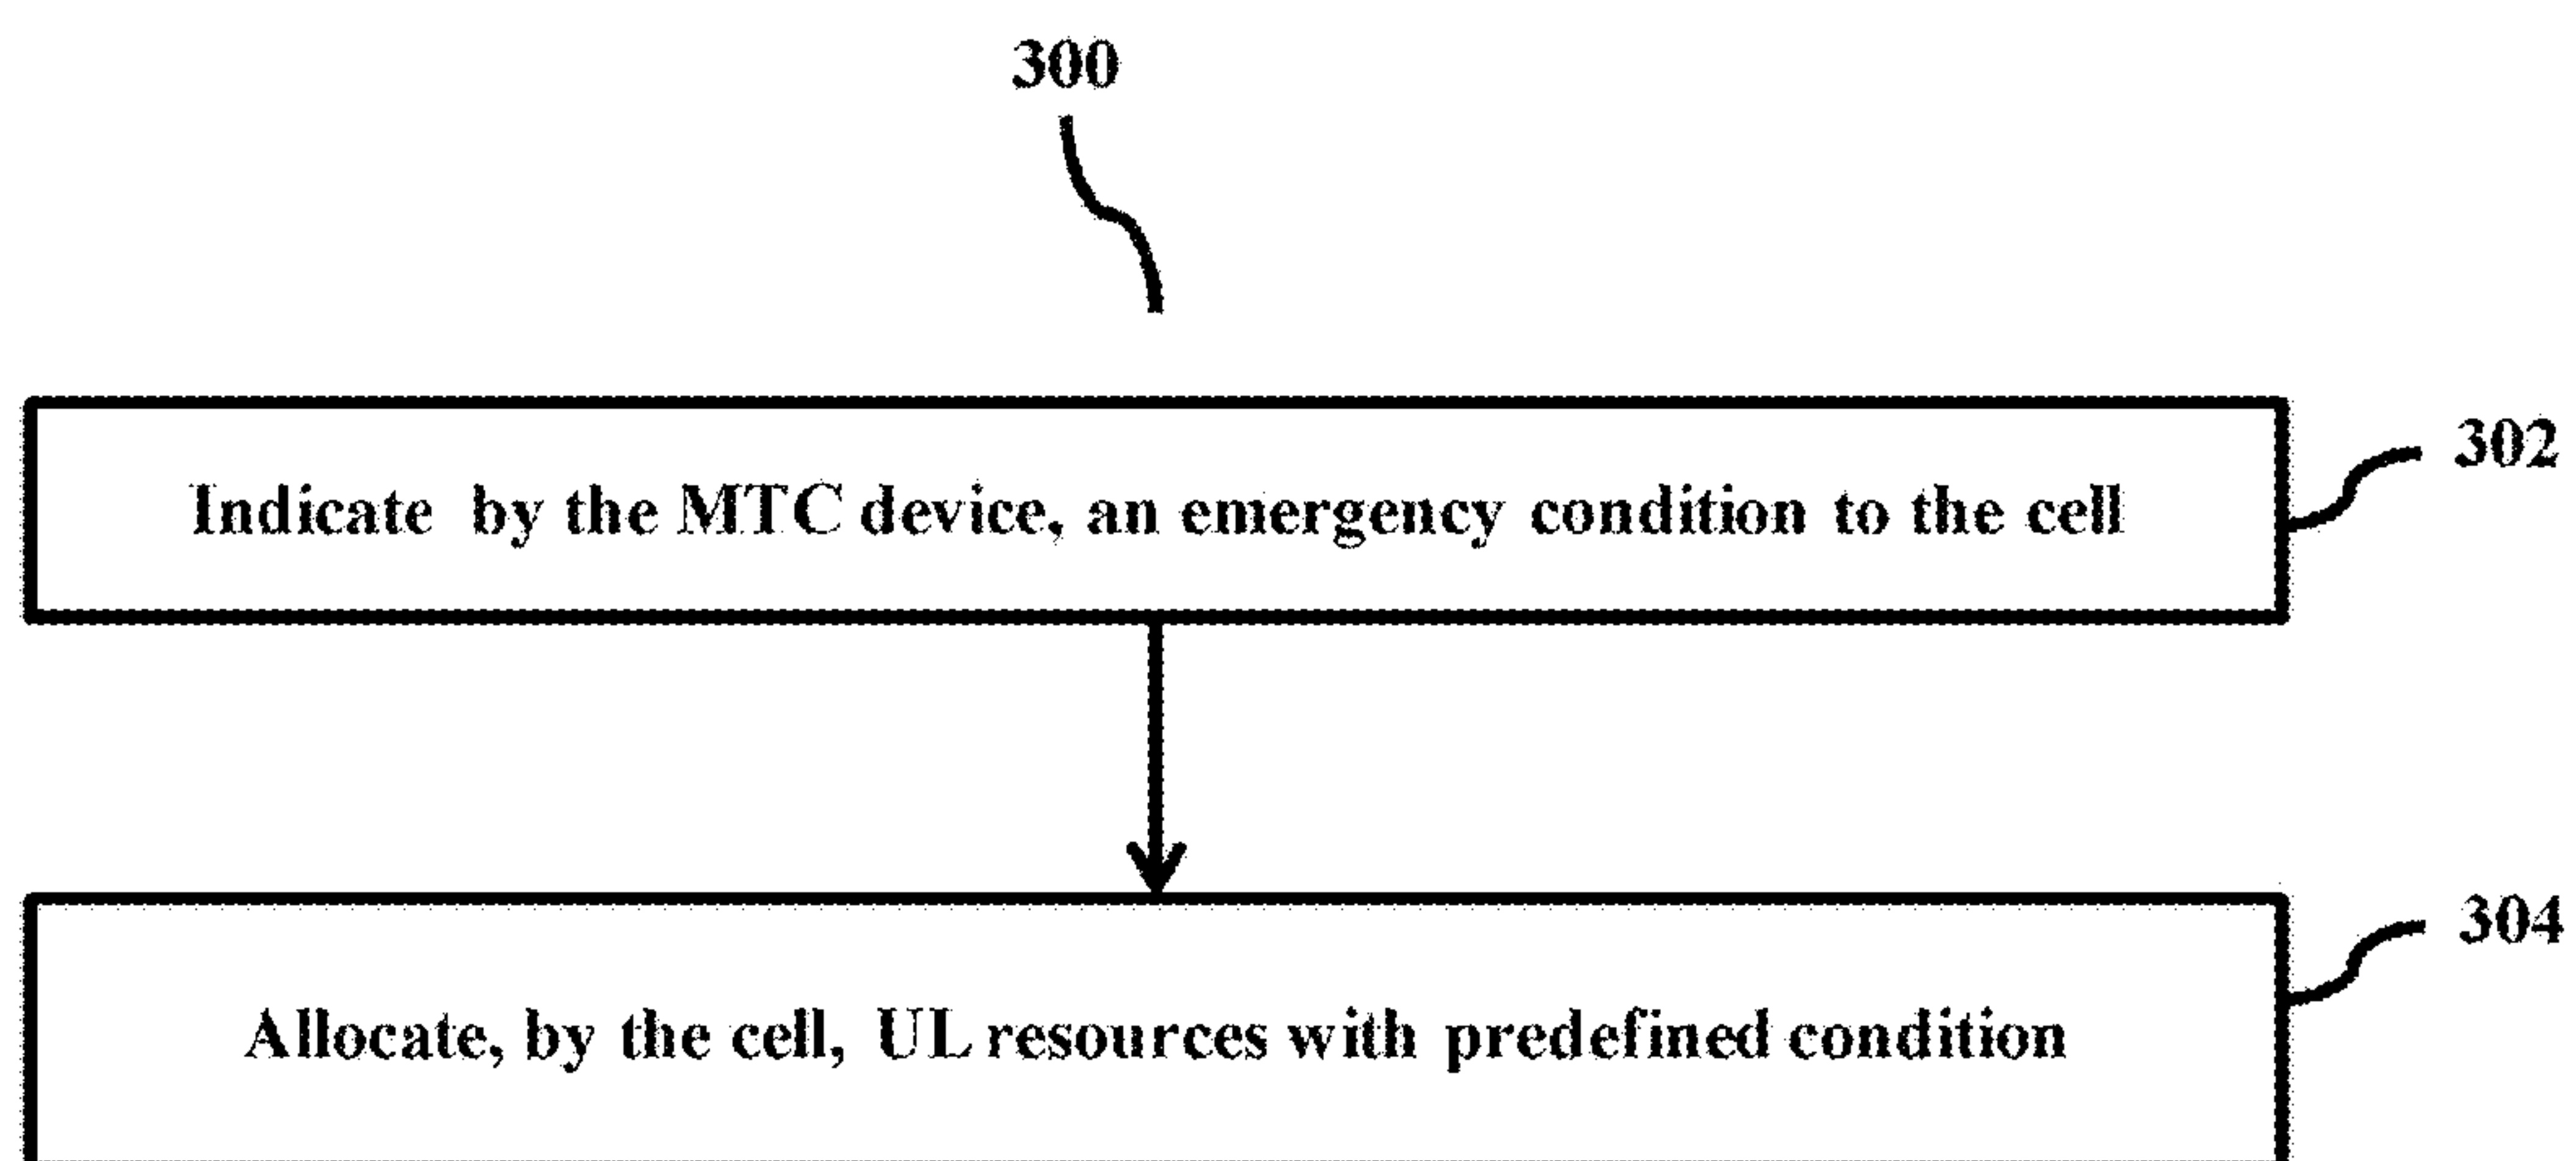 300
302
Indicate by the MTC device, an emergency condition to the cell
304
Allocate, by the cell, UL resources with predefined condition